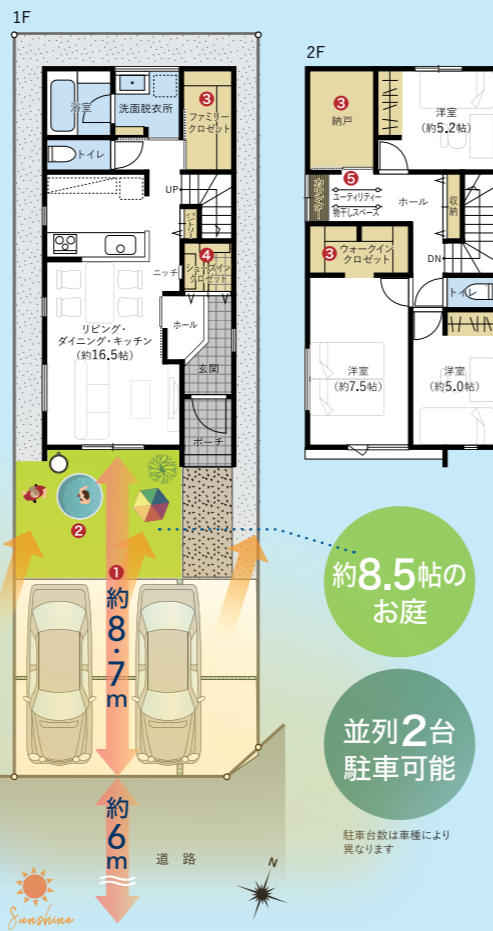 1F
浴室
洗面脱衣所
③
ファミリー
クロゼット
トイレ
UP
パントリー
④
シューズイン
クロゼット
ニッチ
ホール
リビング・
ダイニング・キッチン
(約16.5帖)
玄関
ポーチ
②
①
約8.7m
約6m
道路
N
Sunshine
2F
③
納戸
洋室
(約5.2帖)
⑤
カウンター
ユーティリティー
物干しスペース
ホール
収納
③
ウォークイン
クロゼット
DN
トイレ
洋室
(約7.5帖)
洋室
(約5.0帖)
約8.5帖の
お庭
並列2台
駐車可能
駐車台数は車種により
異なります